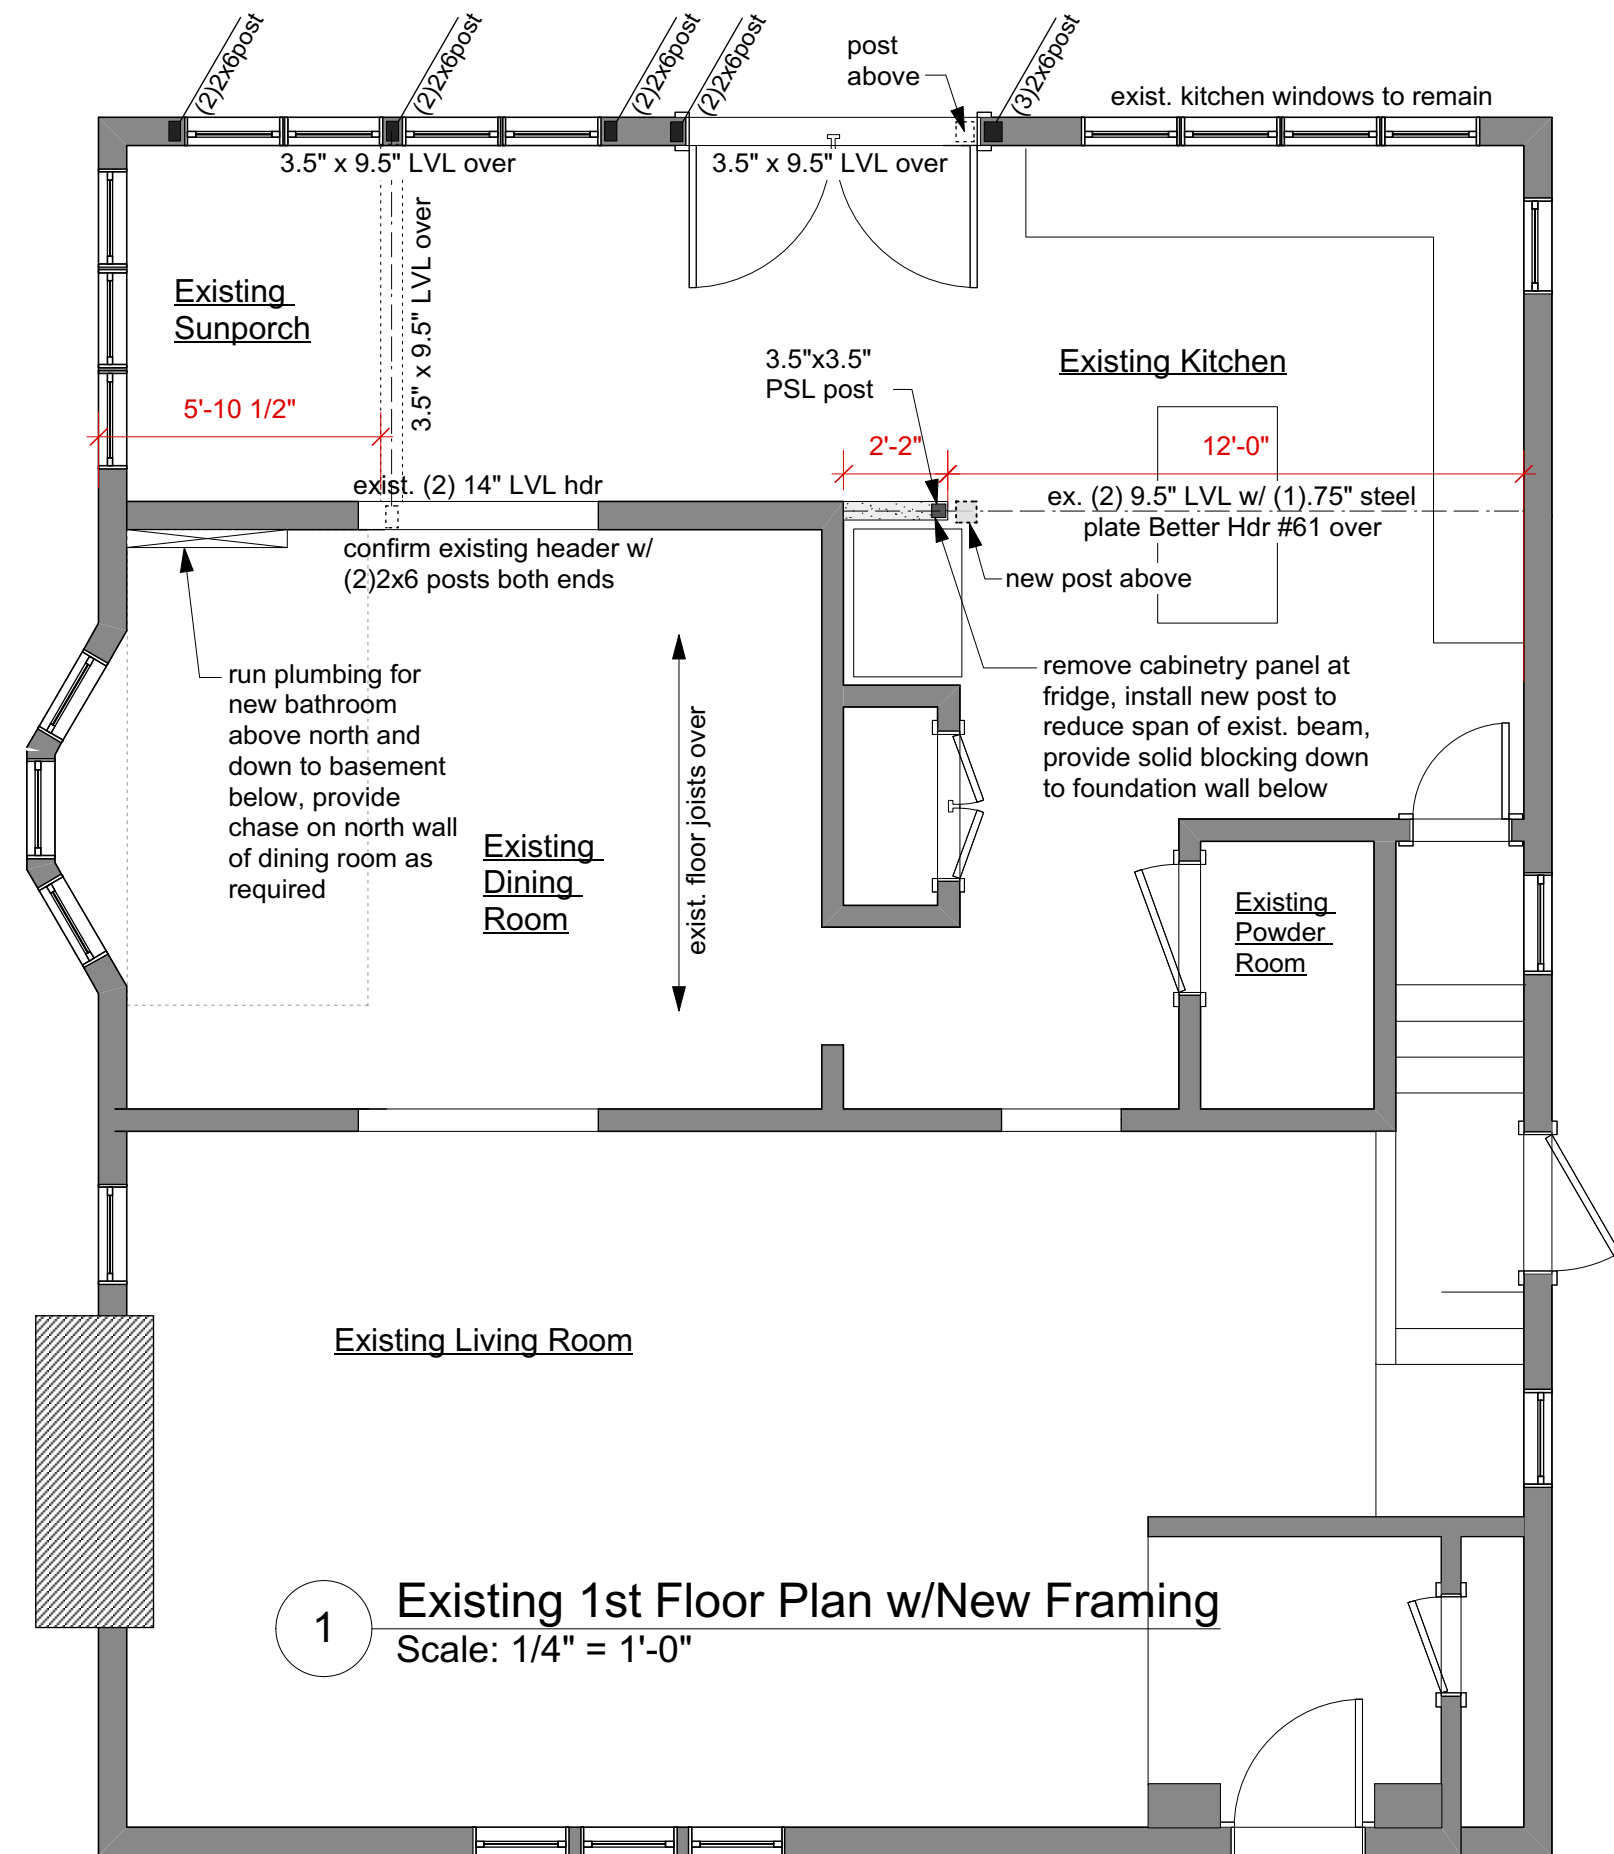 (2)2x6post
(2)2x6post
(2)2x6post
(2)2x6post
post
above
(3)2x6post
exist. kitchen windows to remain
3.5" x 9.5" LVL over
3.5" x 9.5" LVL over
3.5" x 9.5" LVL over
Existing
Sunporch
5'-10 1/2"
3.5"x3.5"
PSL post
Existing Kitchen
2'-2"
12'-0"
exist. (2) 14" LVL hdr
ex. (2) 9.5" LVL w/ (1).75" steel
plate Better Hdr #61 over
confirm existing header w/
(2)2x6 posts both ends
new post above
run plumbing for
new bathroom
above north and
down to basement
below, provide
chase on north wall
of dining room as
required
exist. floor joists over
remove cabinetry panel at
fridge, install new post to
reduce span of exist. beam,
provide solid blocking down
to foundation wall below
Existing
Dining
Room
Existing
Powder
Room
Existing Living Room
1
Existing 1st Floor Plan w/New Framing
Scale: 1/4" = 1'-0"